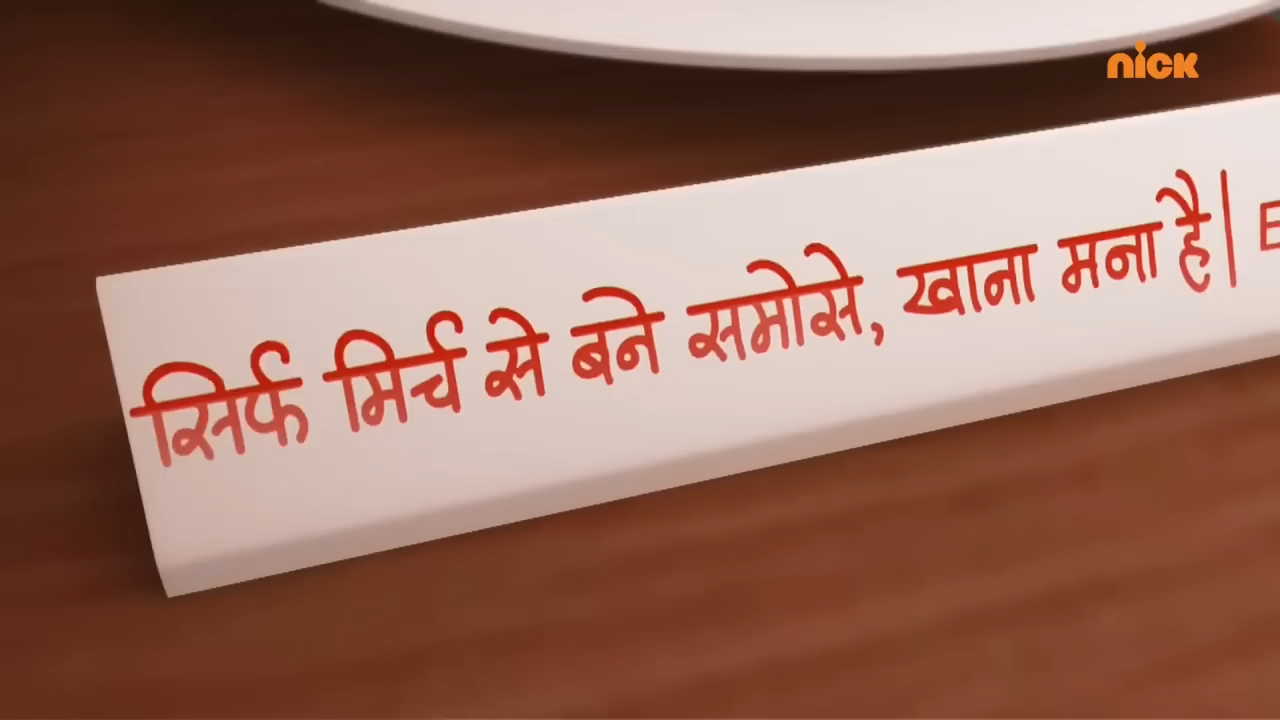 nick
सिर्फ मिर्च से बने समोसे, खाना मना है| E